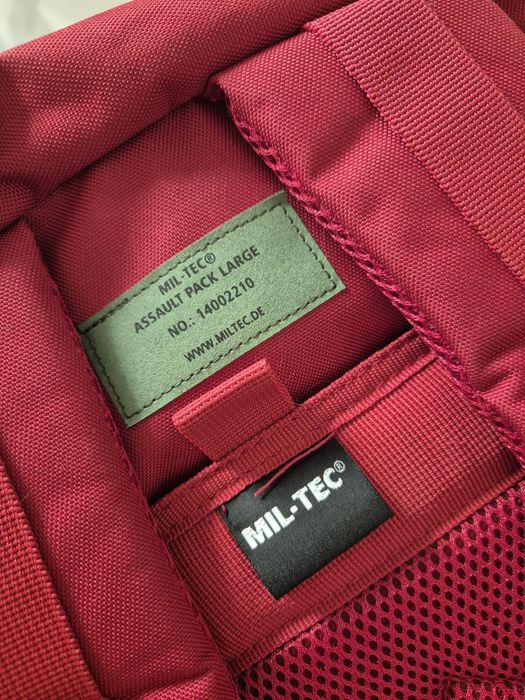 MIL-TEC®
ASSAULT PACK LARGE
NO.: 14002210
WWW.MILTEC.DE
MIL-TEC®